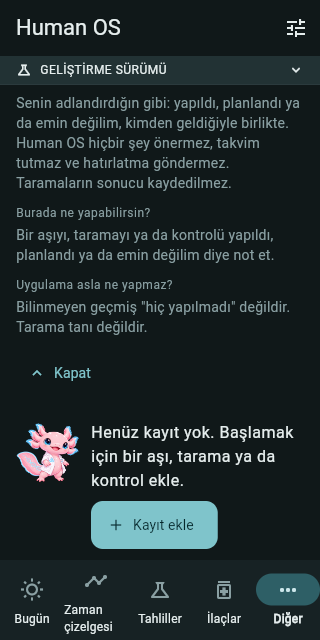 Human OS
GELİŞTİRME SÜRÜMÜ
Senin adlandırdığın gibi: yapıldı, planlandı ya
da emin değilim, kimden geldiğiyle birlikte.
Human OS hiçbir şey önermez, takvim
tutmaz ve hatırlatma göndermez.
Taramaların sonucu kaydedilmez.
Burada ne yapabilirsin?
Bir aşıyı, taramayı ya da kontrolü yapıldı,
planlandı ya da emin değilim diye not et.
Uygulama asla ne yapmaz?
Bilinmeyen geçmiş "hiç yapılmadı" değildir.
Tarama tanı değildir.
Kapat
Henüz kayıt yok. Başlamak
için bir aşı, tarama ya da
kontrol ekle.
Kayıt ekle
Bugün
Zaman
çizelgesi
Tahliller
İlaçlar
Diğer